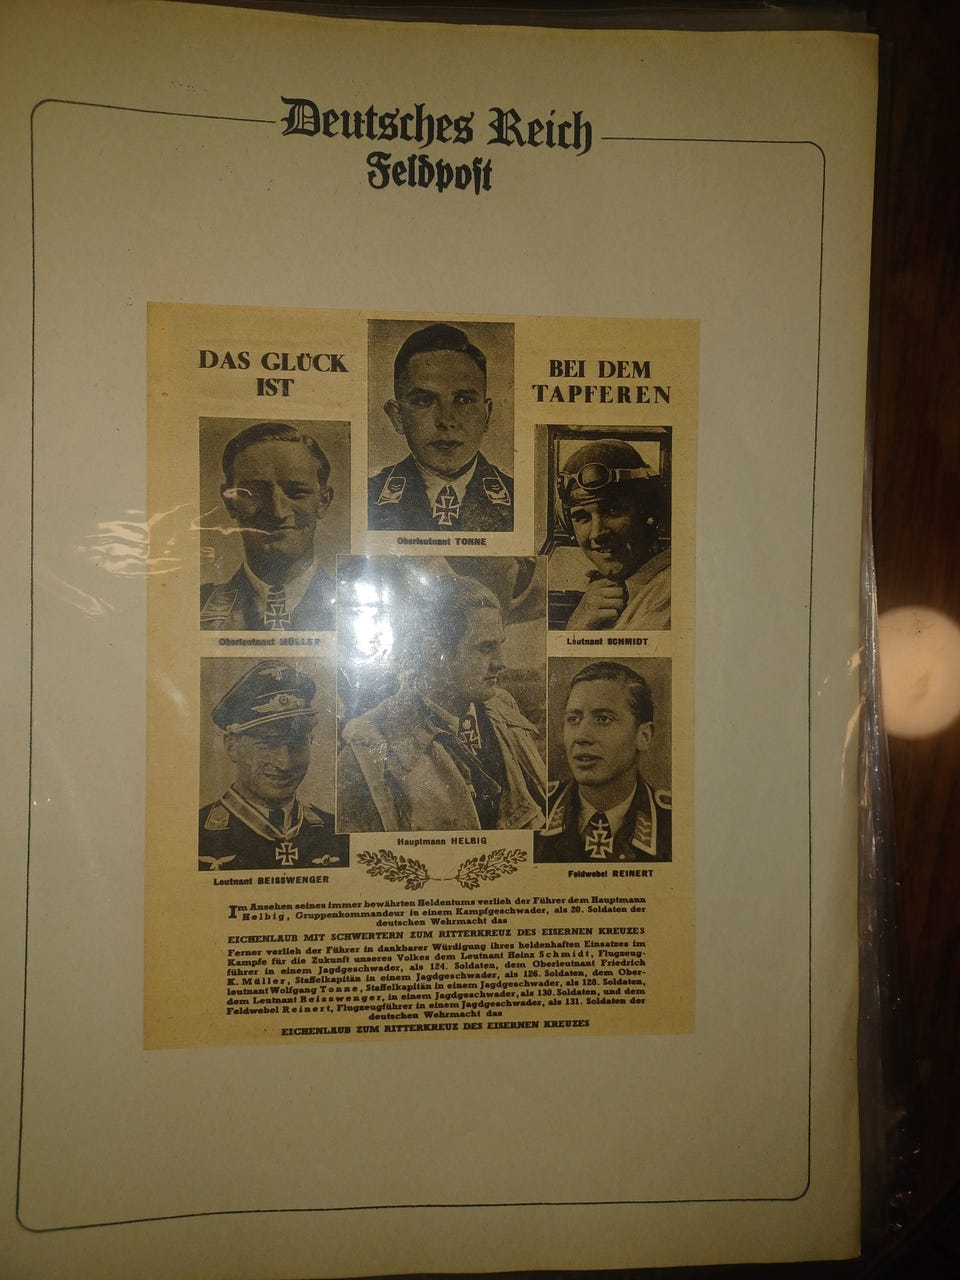 Deutsches Reich
Feldpost
DAS GLÜCK
IST
BEI DEM
TAPFEREN
Oberleutnant TONNE
Oberleutnant MÜLLER
Leutnant SCHMIDT
Hauptmann HELBIG
Leutnant BEISSWENGER
Feldwebel REINERT
Im Ansehen seines immer bewährten Heldentums verlieh der Führer dem Hauptmann
Helbig, Gruppenkommandeur in einem Kampfgeschwader, als 20. Soldaten der
deutschen Wehrmacht das
EICHENLAUB MIT SCHWERTERN ZUM RITTERKREUZ DES EISERNEN KREUZES
Ferner verlieh der Führer in dankbarer Würdigung ihres heldenhaften Einsatzes im
Kampfe für die Zukunft unseres Volkes dem Leutnant Heinz Schmidt, Flugzeug-
führer in einem Jagdgeschwader, als 124. Soldaten, dem Oberleutnant Friedrich
K. Müller, Staffelkapitän in einem Jagdgeschwader, als 126. Soldaten, dem Ober-
leutnant Wolfgang Tonne, Staffelkapitän in einem Jagdgeschwader, als 128. Soldaten,
dem Leutnant Beisswenger, in einem Jagdgeschwader, als 130. Soldaten, und dem
Feldwebel Reinert, Flugzeugführer in einem Jagdgeschwader, als 131. Soldaten der
deutschen Wehrmacht das
EICHENLAUB ZUM RITTERKREUZ DES EISERNEN KREUZES